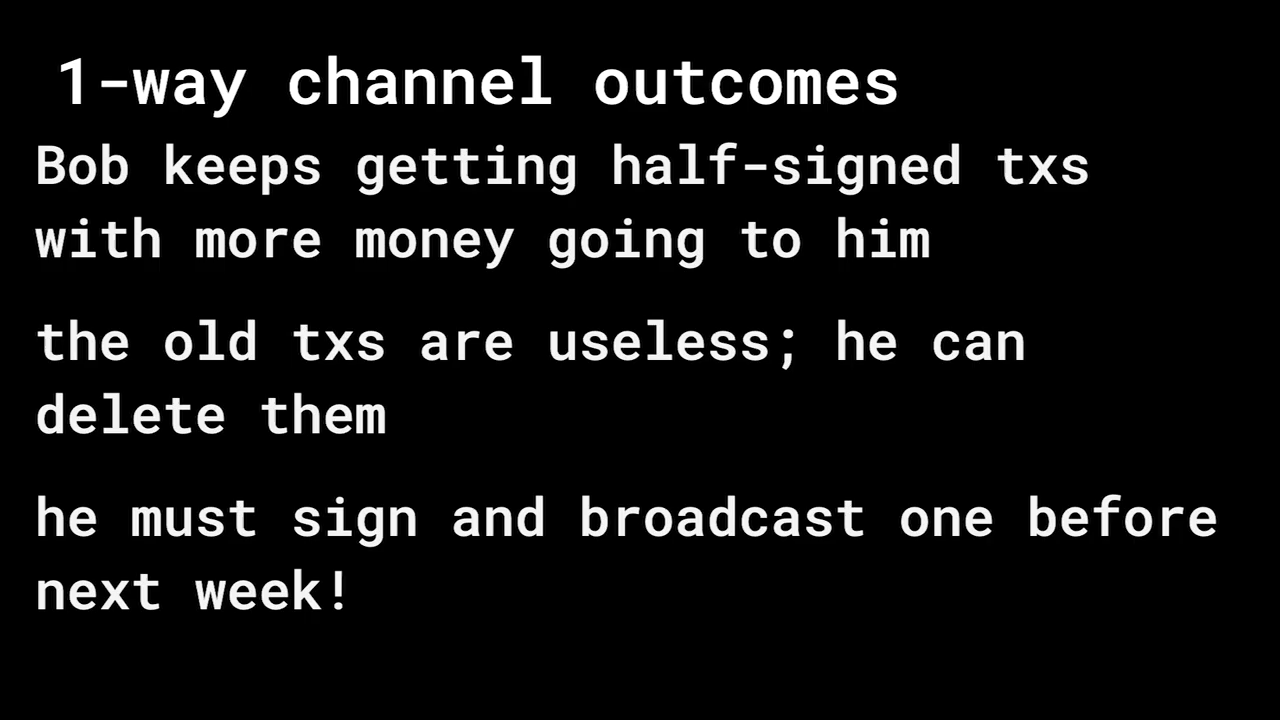 1-way channel outcomes
Bob keeps getting half-signed txs
with more money going to him
the old txs are useless; he can
delete them
he must sign and broadcast one before
next week!